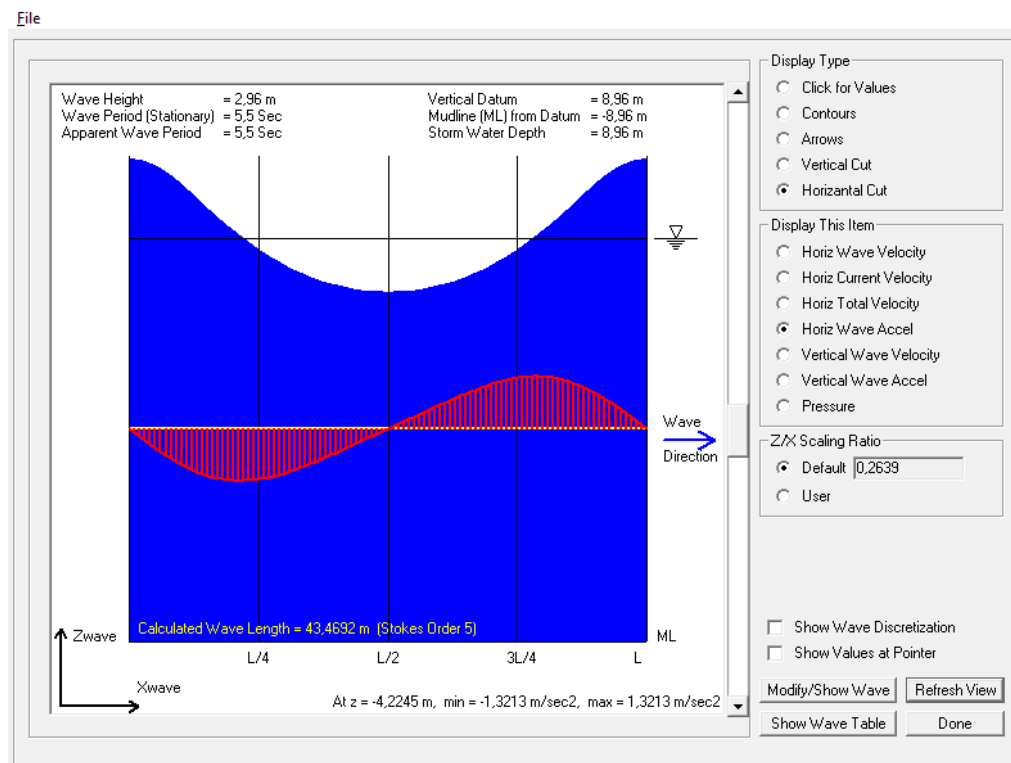 File
Wave Height = 2,96 m
Wave Period (Stationary) = 5,5 Sec
Apparent Wave Period = 5,5 Sec
Vertical Datum = 8,96 m
Mudline (ML) from Datum = -8,96 m
Storm Water Depth = 8,96 m
Wave
Direction
Calculated Wave Length = 43,4692 m (Stokes Order 5)
Zwave
ML
L/4
L/2
3L/4
L
Xwave
At z = -4,2245 m, min = -1,3213 m/sec2, max = 1,3213 m/sec2
Display Type
Click for Values
Contours
Arrows
Vertical Cut
Horizantal Cut
Display This Item
Horiz Wave Velocity
Horiz Current Velocity
Horiz Total Velocity
Horiz Wave Accel
Vertical Wave Velocity
Vertical Wave Accel
Pressure
Z/X Scaling Ratio
Default 0,2639
User
Show Wave Discretization
Show Values at Pointer
Modify/Show Wave
Refresh View
Show Wave Table
Done